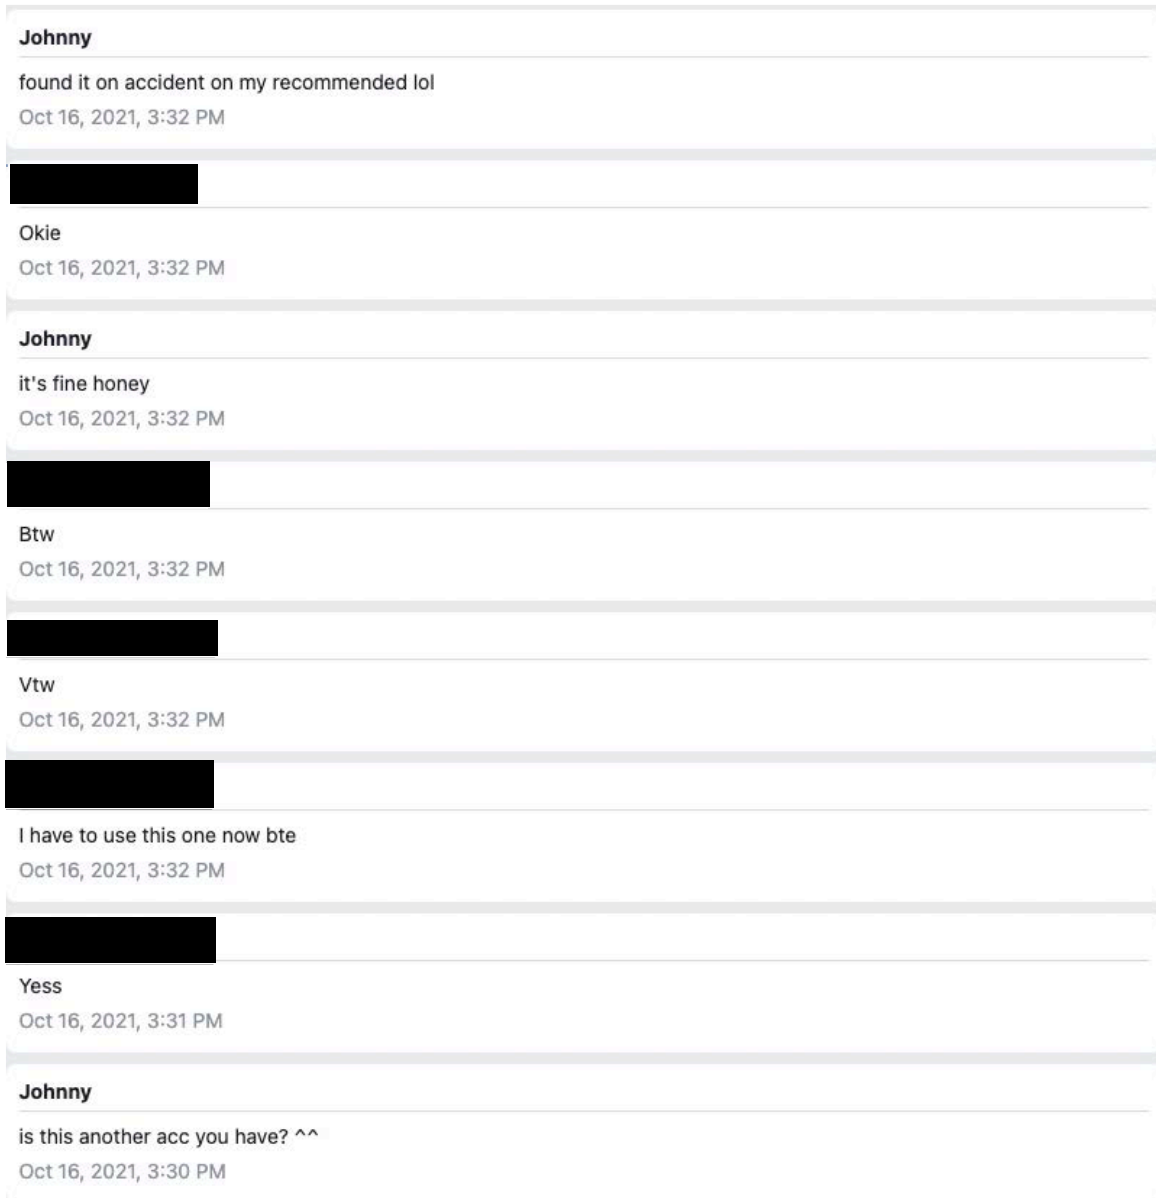 Johnny
found it on accident on my recommended lol
Oct 16, 2021, 3:32 PM
Okie
Oct 16, 2021, 3:32 PM
Johnny
it's fine honey
Oct 16, 2021, 3:32 PM
Btw
Oct 16, 2021, 3:32 PM
Vtw
Oct 16, 2021, 3:32 PM
I have to use this one now bte
Oct 16, 2021, 3:32 PM
Yess
Oct 16, 2021, 3:31 PM
Johnny
is this another acc you have? ^^
Oct 16, 2021, 3:30 PM